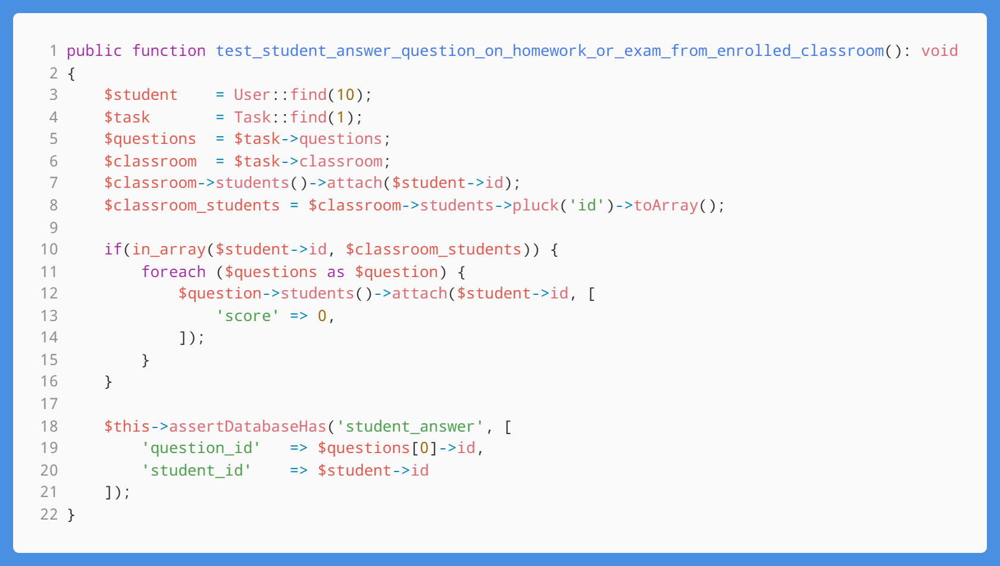 1 public function test_student_answer_question_on_homework_or_exam_from_enrolled_classroom(): void
2 {
3     $student    = User::find(10);
4     $task       = Task::find(1);
5     $questions  = $task->questions;
6     $classroom  = $task->classroom;
7     $classroom->students()->attach($student->id);
8     $classroom_students = $classroom->students->pluck('id')->toArray();
9
10     if(in_array($student->id, $classroom_students)) {
11         foreach ($questions as $question) {
12             $question->students()->attach($student->id, [
13                 'score' => 0,
14             ]);
15         }
16     }
17
18     $this->assertDatabaseHas('student_answer', [
19         'question_id'   => $questions[0]->id,
20         'student_id'    => $student->id
21     ]);
22 }